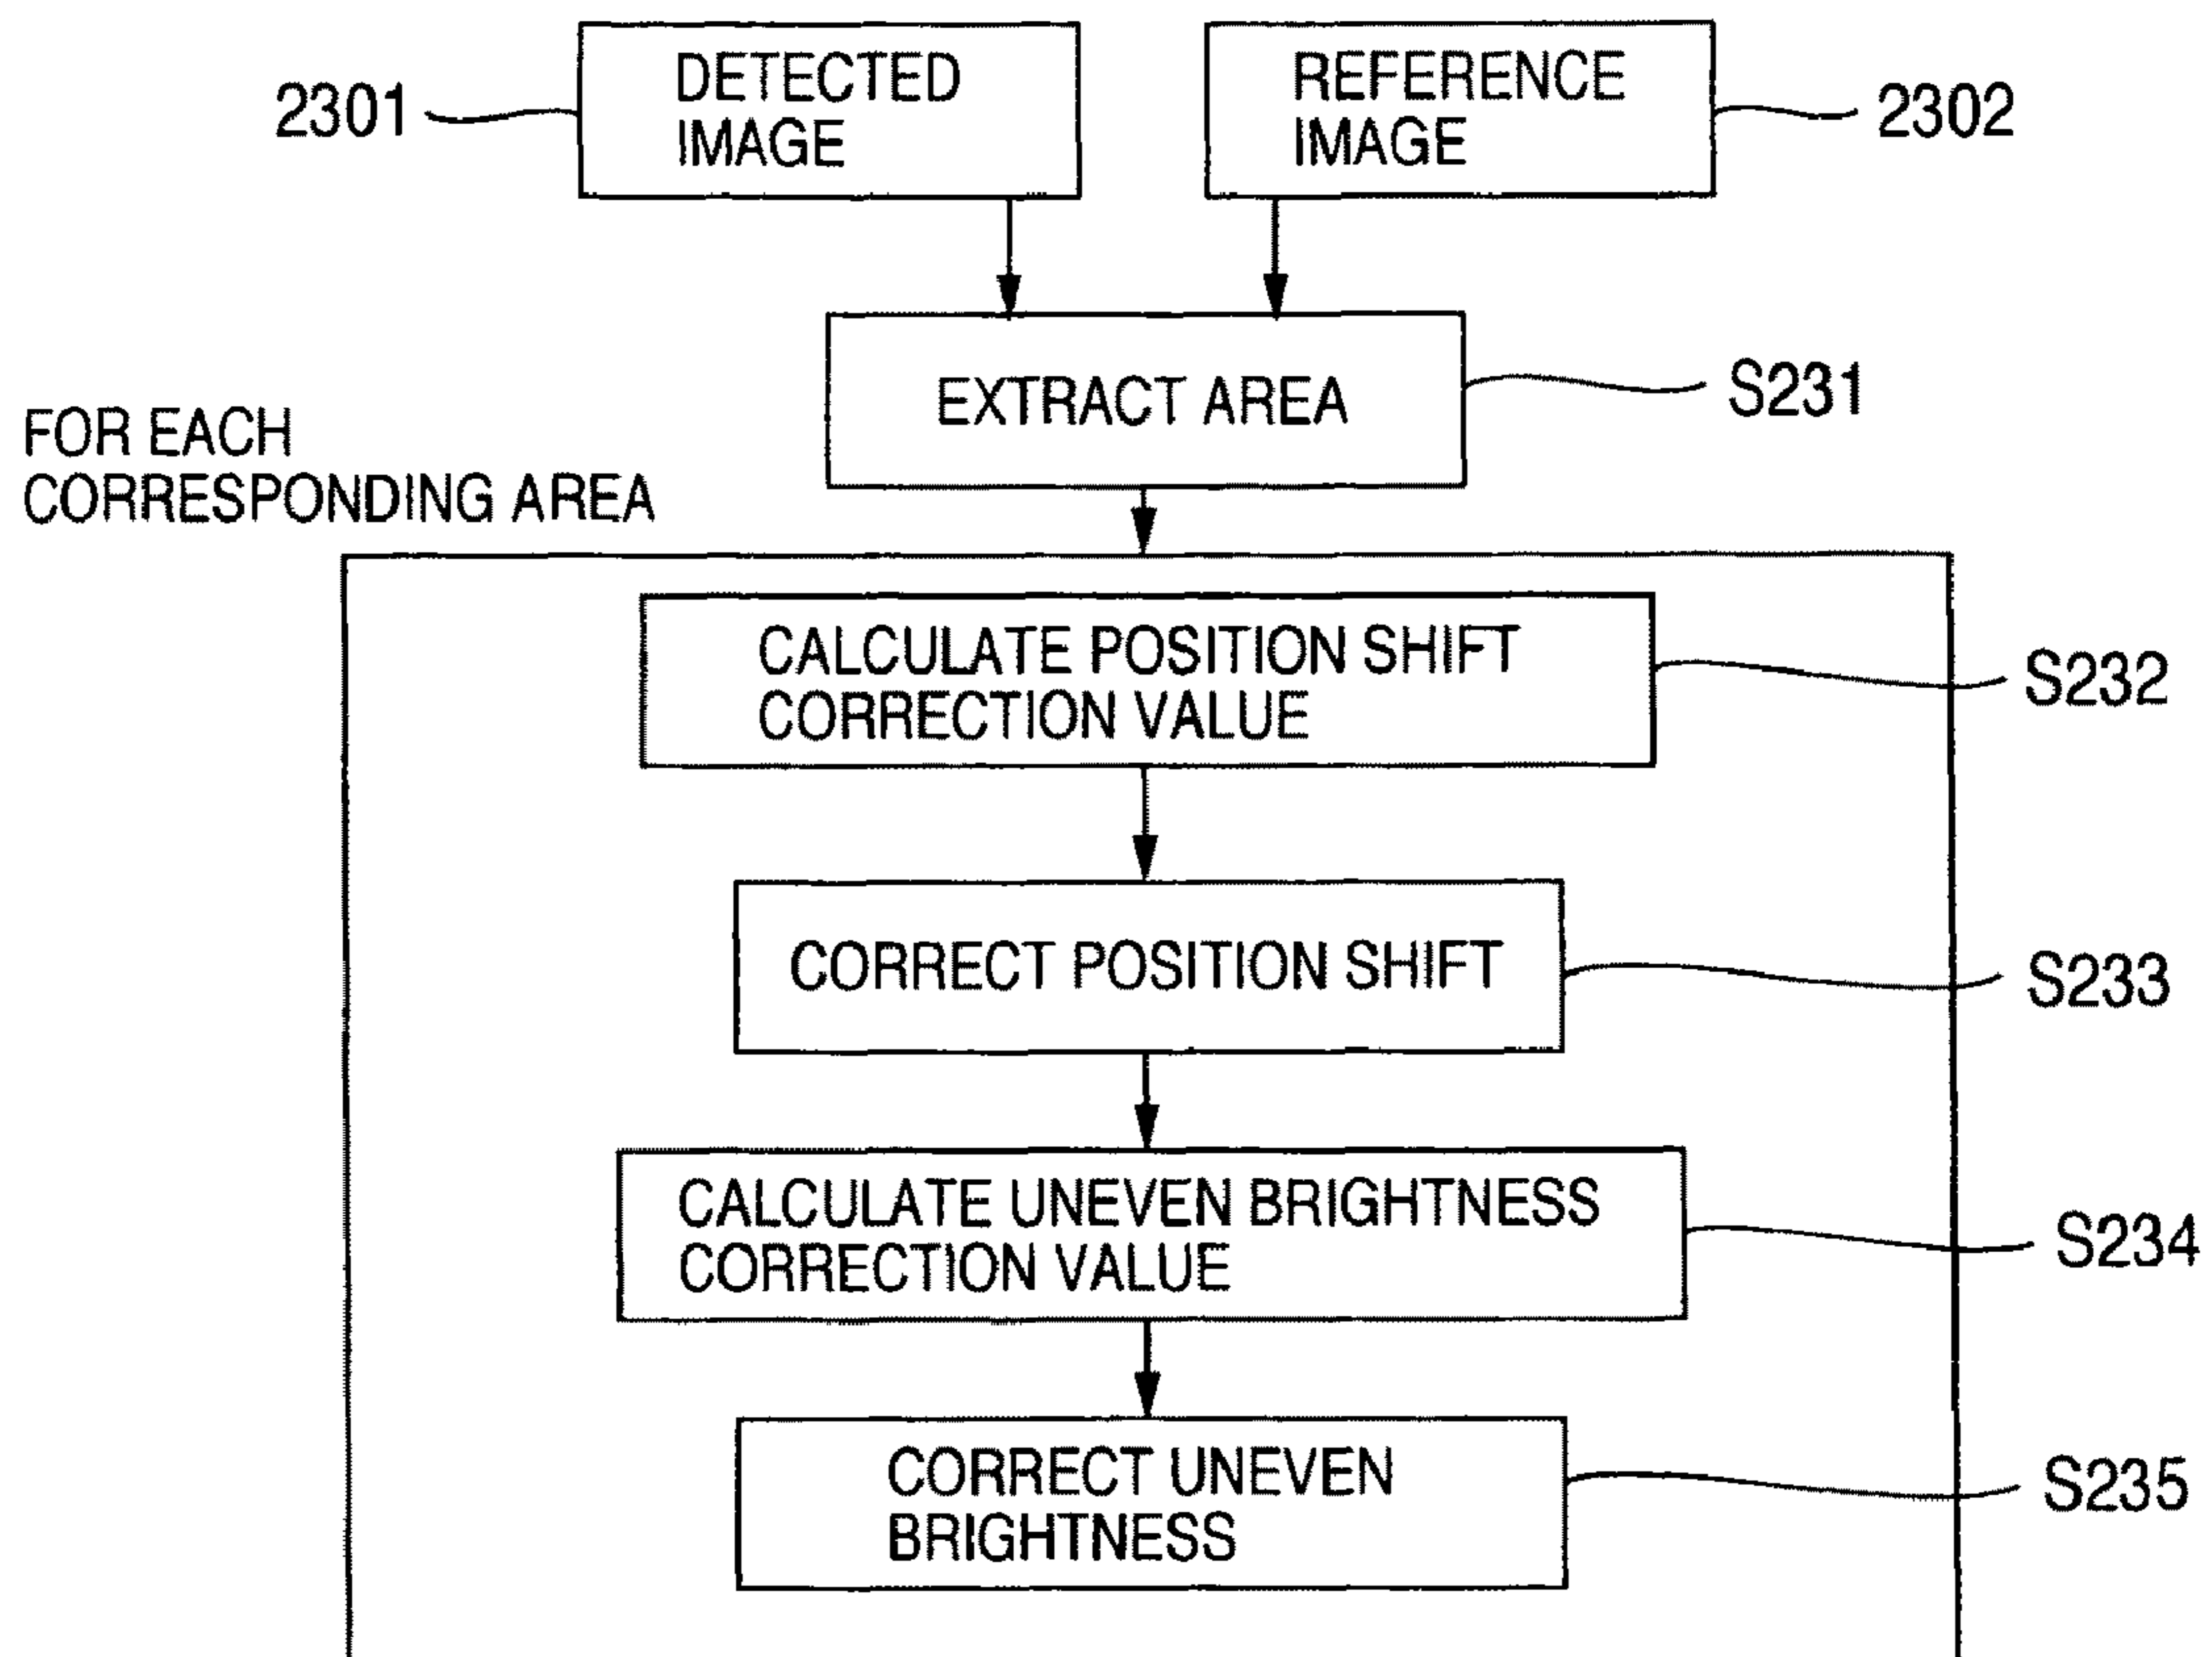 2301
DETECTED
IMAGE
REFERENCE
IMAGE
2302
EXTRACT AREA
S231
FOR EACH
CORRESPONDING AREA
CALCULATE POSITION SHIFT
CORRECTION VALUE
S232
CORRECT POSITION SHIFT
S233
CALCULATE UNEVEN BRIGHTNESS
CORRECTION VALUE
S234
CORRECT UNEVEN
BRIGHTNESS
S235